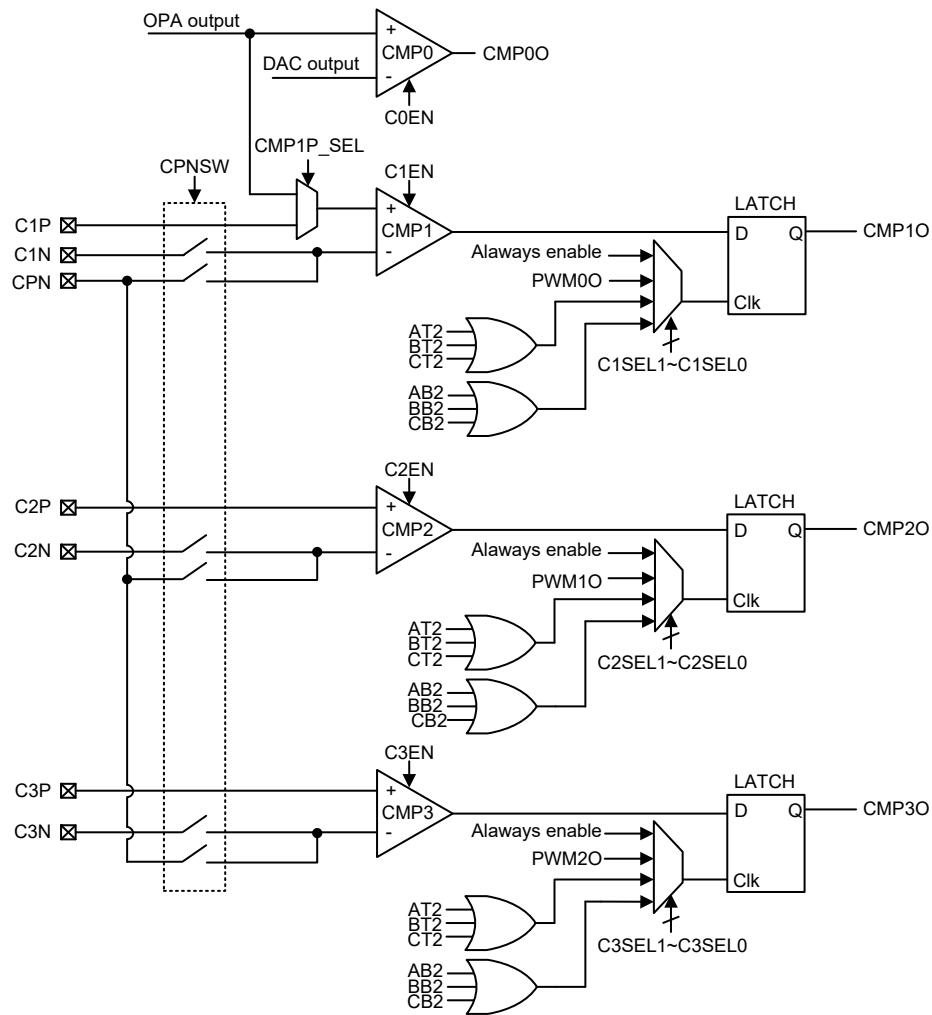 OPA output
+
CMP0
-
CMP0O
DAC output
C0EN
CMP1P_SEL
CPNSW
C1EN
C1P
C1N
CPN
+
CMP1
-
LATCH
D Q
Clk
CMP1O
Alaways enable
PWM0O
AT2
BT2
CT2
C1SEL1~C1SEL0
AB2
BB2
CB2
C2EN
C2P
C2N
+
CMP2
-
LATCH
D Q
Clk
CMP2O
Alaways enable
PWM1O
AT2
BT2
CT2
C2SEL1~C2SEL0
AB2
BB2
CB2
C3EN
C3P
C3N
+
CMP3
-
LATCH
D Q
Clk
CMP3O
Alaways enable
PWM2O
AT2
BT2
CT2
C3SEL1~C3SEL0
AB2
BB2
CB2